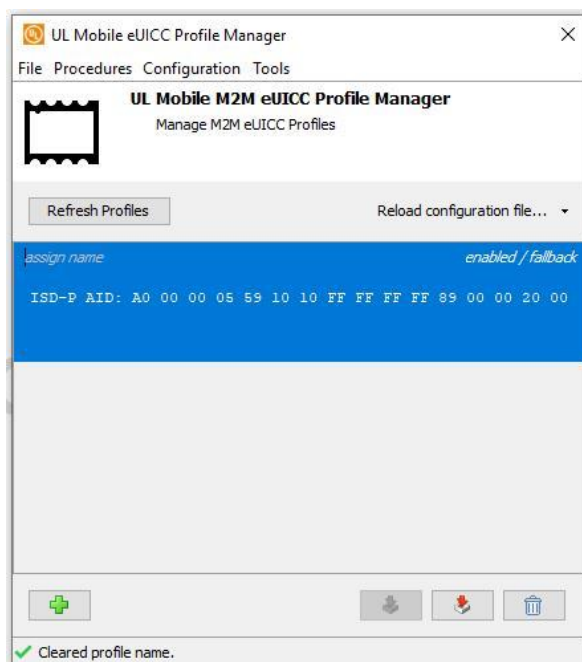 UL Mobile eUICC Profile Manager
File Procedures Configuration Tools
UL Mobile M2M eUICC Profile Manager
Manage M2M eUICC Profiles
Refresh Profiles
Reload configuration file...
assign name
enabled / fallback
ISD-P AID: A0 00 00 05 59 10 10 FF FF FF FF 89 00 00 20 00
Cleared profile name.